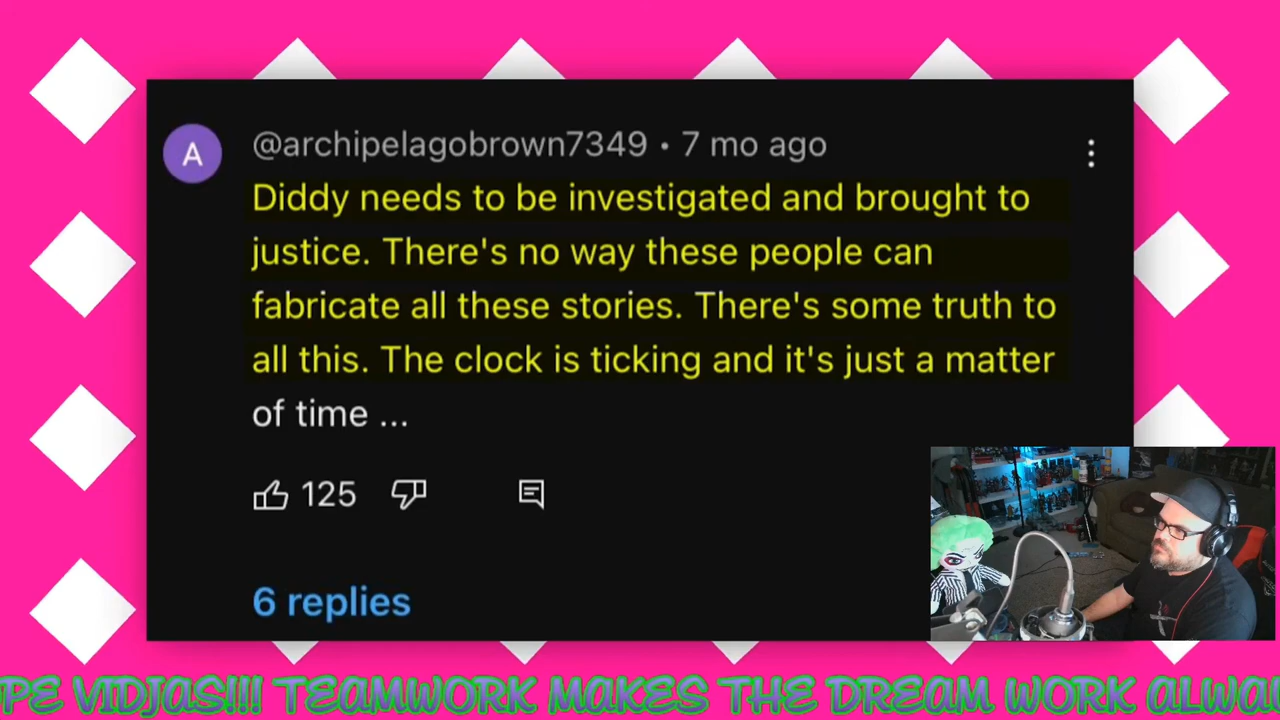 @archipelagobrown7349 • 7 mo ago
A
Diddy needs to be investigated and brought to
justice. There's no way these people can
fabricate all these stories. There's some truth to
all this. The clock is ticking and it's just a matter
of time ...
125
6 replies
VIDJAS!!! TEAMWORK MAKES THE DREAM WORK